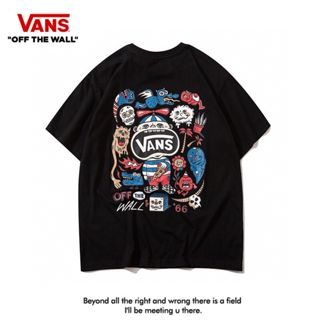 VANS
"OFF THE WALL"
VANS
OFF THE
WALL
'66
Beyond all the right and wrong there is a field
I'll be meeting u there.